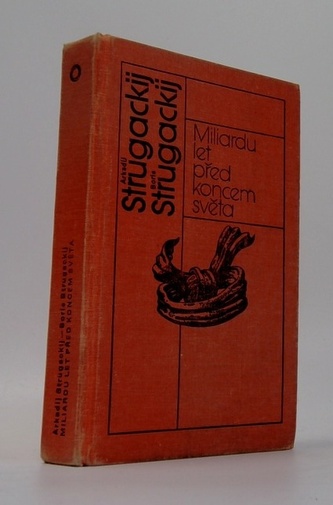 Arkadij
Strugackij
Boris
Strugackij
Miliardu
let
před
koncem
světa
Arkadij Strugackij—Boris Strugackij
MILIARDU LET PŘED KONCEM SVĚTA